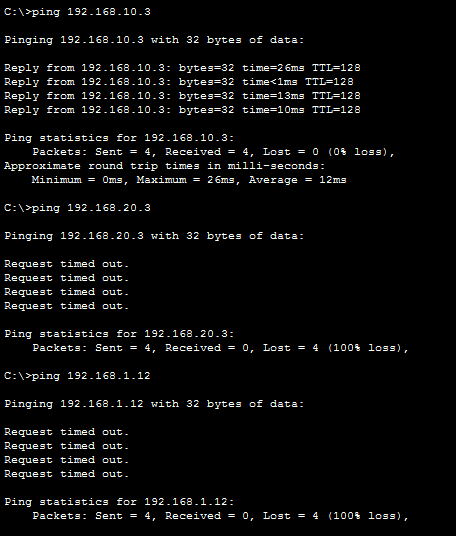 C:\>ping 192.168.10.3
Pinging 192.168.10.3 with 32 bytes of data:
Reply from 192.168.10.3: bytes=32 time=26ms TTL=128
Reply from 192.168.10.3: bytes=32 time<1ms TTL=128
Reply from 192.168.10.3: bytes=32 time=13ms TTL=128
Reply from 192.168.10.3: bytes=32 time=10ms TTL=128
Ping statistics for 192.168.10.3:
Packets: Sent = 4, Received = 4, Lost = 0 (0% loss),
Approximate round trip times in milli-seconds:
Minimum = 0ms, Maximum = 26ms, Average = 12ms
C:\>ping 192.168.20.3
Pinging 192.168.20.3 with 32 bytes of data:
Request timed out.
Request timed out.
Request timed out.
Request timed out.
Ping statistics for 192.168.20.3:
Packets: Sent = 4, Received = 0, Lost = 4 (100% loss),
C:\>ping 192.168.1.12
Pinging 192.168.1.12 with 32 bytes of data:
Request timed out.
Request timed out.
Request timed out.
Request timed out.
Ping statistics for 192.168.1.12:
Packets: Sent = 4, Received = 0, Lost = 4 (100% loss),